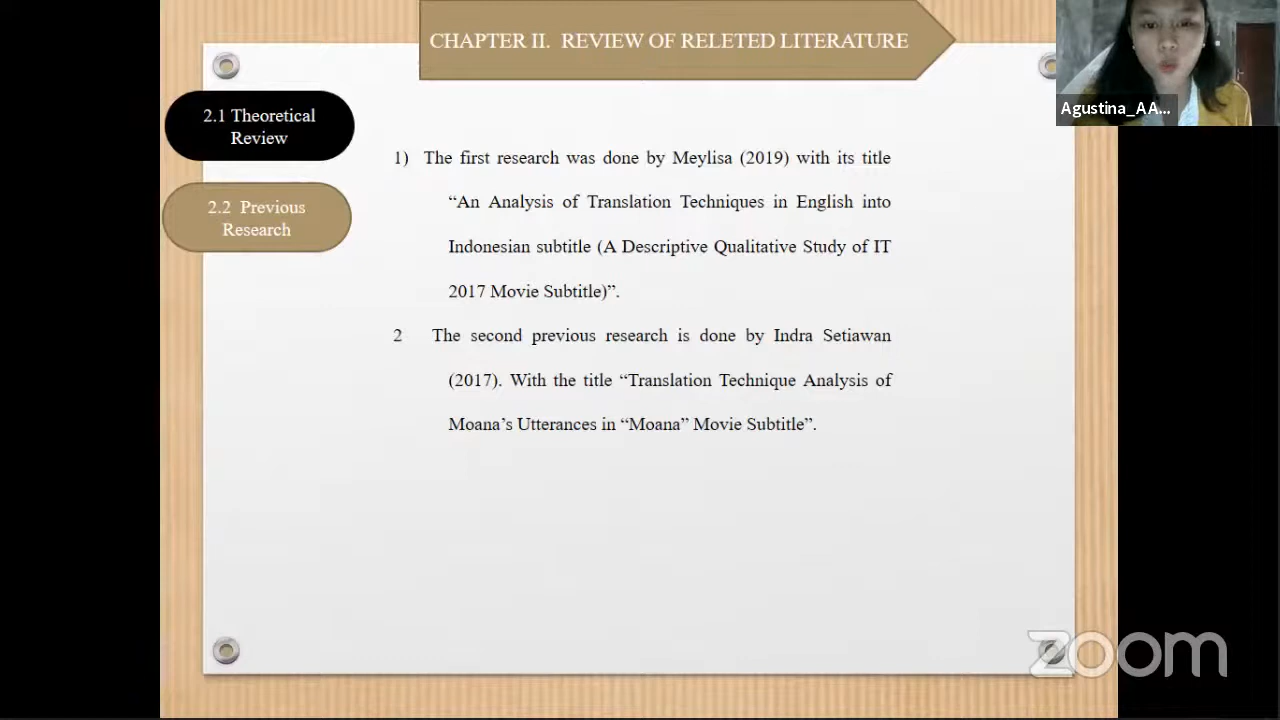 CHAPTER II. REVIEW OF RELETED LITERATURE
2.1 Theoretical
Review
2.2 Previous
Research
1) The first research was done by Meylisa (2019) with its title
“An Analysis of Translation Techniques in English into
Indonesian subtitle (A Descriptive Qualitative Study of IT
2017 Movie Subtitle)”.
2 The second previous research is done by Indra Setiawan
(2017). With the title “Translation Technique Analysis of
Moana’s Utterances in “Moana” Movie Subtitle”.
Agustina_AA...
zoom